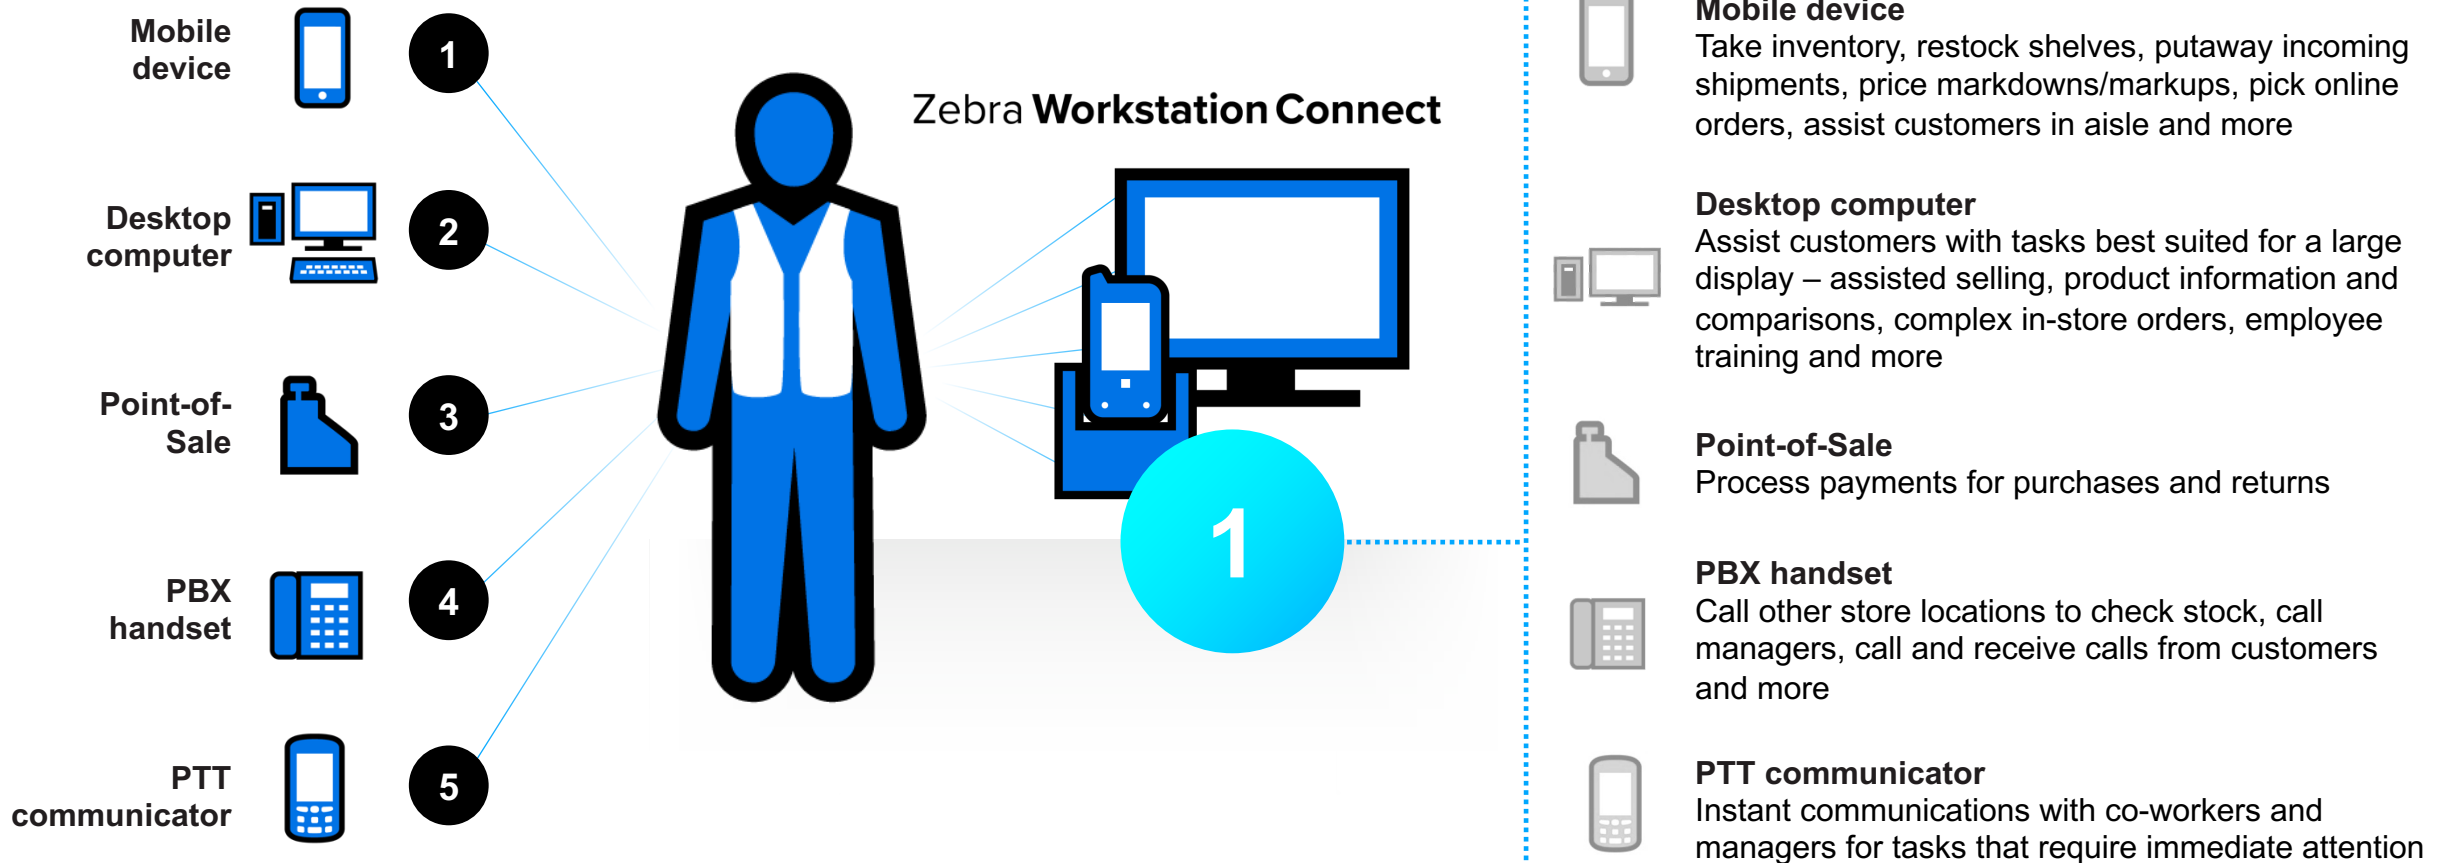 Mobile
device
1
Desktop
computer
2
Point-of-
Sale
3
PBX
handset
4
PTT
communicator
5
Zebra Workstation Connect
1
Mobile device
Take inventory, restock shelves, putaway incoming
shipments, price markdowns/markups, pick online
orders, assist customers in aisle and more
Desktop computer
Assist customers with tasks best suited for a large
display – assisted selling, product information and
comparisons, complex in-store orders, employee
training and more
Point-of-Sale
Process payments for purchases and returns
PBX handset
Call other store locations to check stock, call
managers, call and receive calls from customers
and more
PTT communicator
Instant communications with co-workers and
managers for tasks that require immediate attention